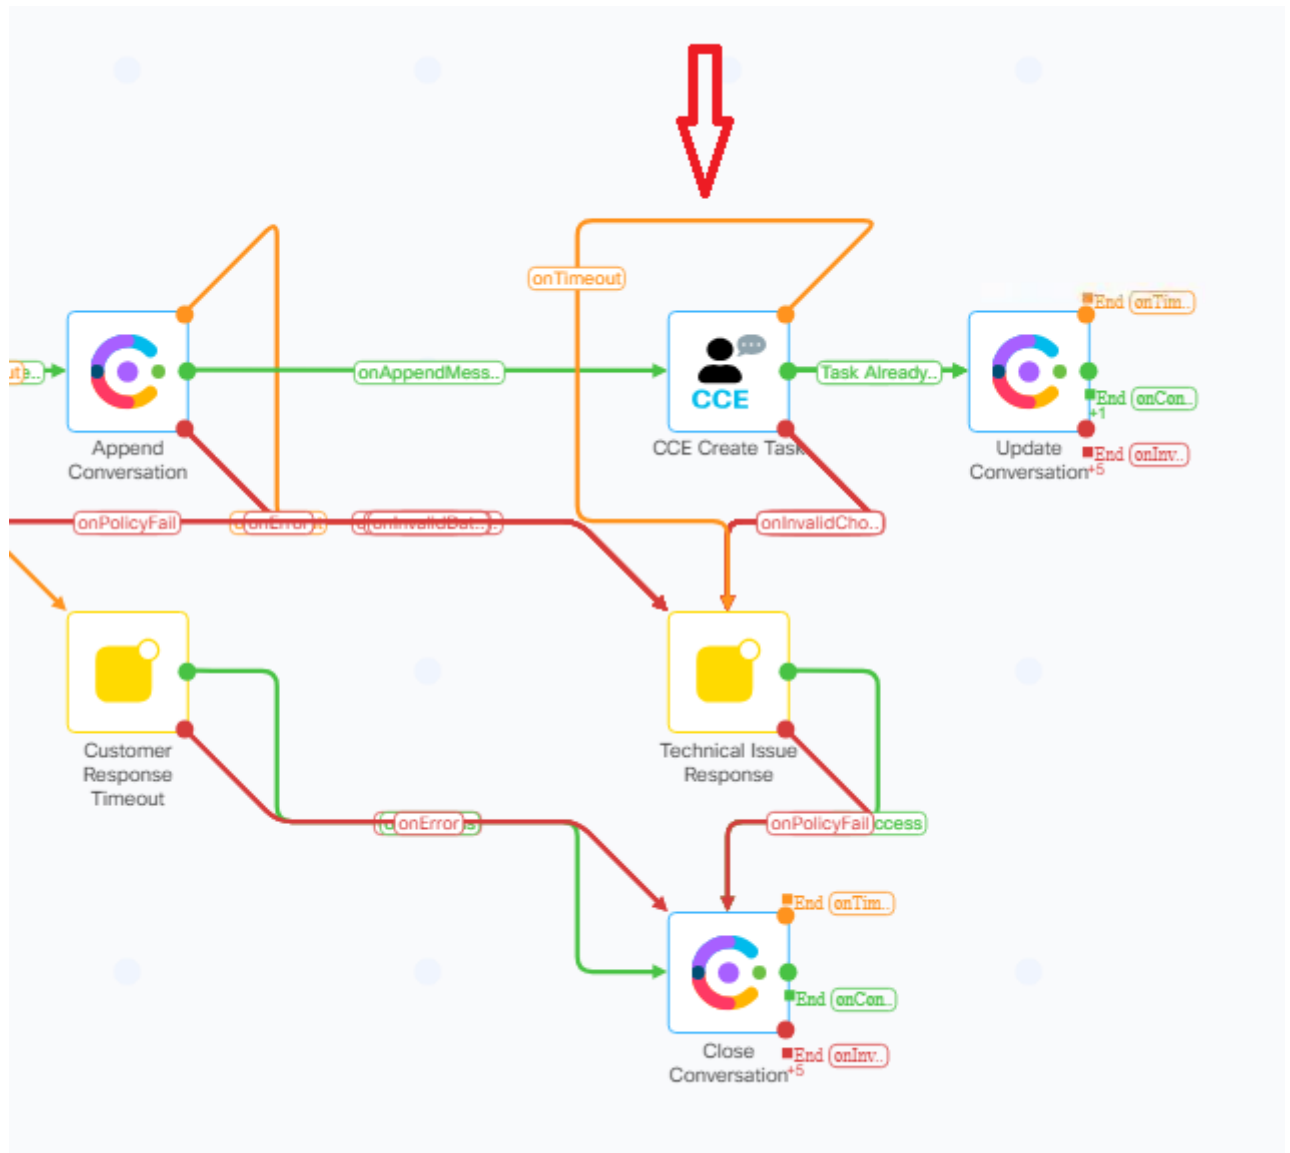 onTimeout
End onTim..
e..
onAppendMess..
CCE
Task Already..
End onCon..
+1
Append
Conversation
CCE Create Task
Update
Conversation
End onInv..
+5
onPolicyFail
onError
onInvalidDat..
onInvalidCho..
Customer
Response
Timeout
Technical Issue
Response
onError
onPolicyFail
ccess
End onTim..
End onCon..
Close
Conversation
End onInv..
+5